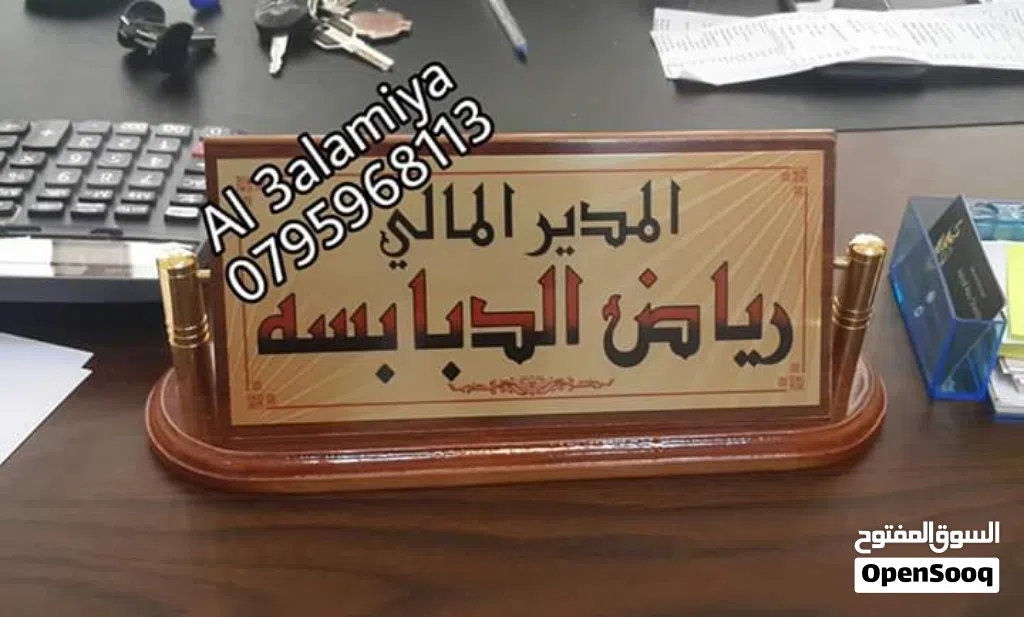 Al 3alamiya
0795968113
المدير المالي
رياض الدبابسه
السوق المفتوح
OpenSooq